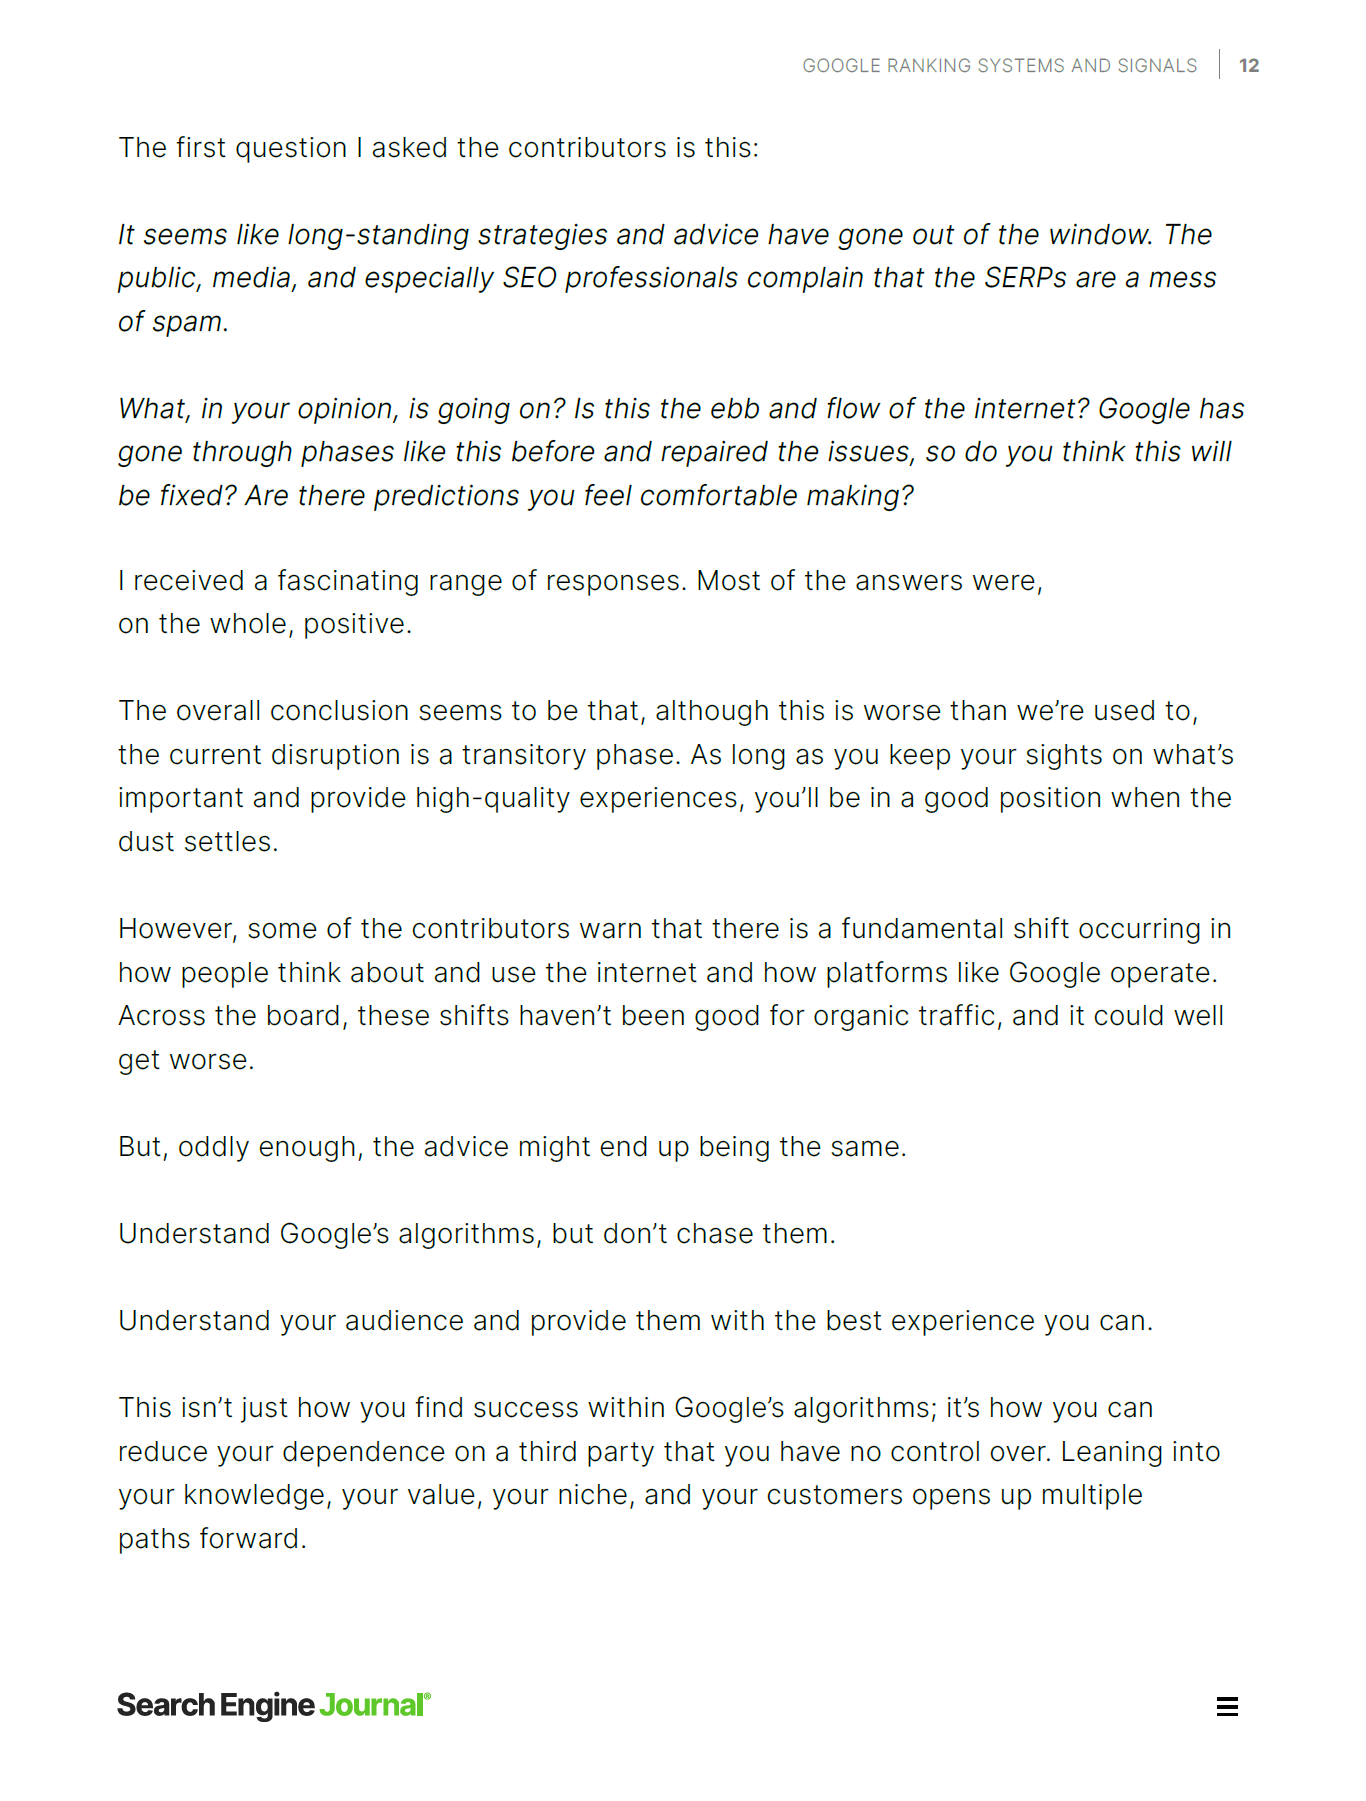 GOOGLE RANKING SYSTEMS AND SIGNALS 12
The first question I asked the contributors is this:
It seems like long-standing strategies and advice have gone out of the window. The
public, media, and especially SEO professionals complain that the SERPs are a mess
of spam.
What, in your opinion, is going on? Is this the ebb and flow of the internet? Google has
gone through phases like this before and repaired the issues, so do you think this will
be fixed? Are there predictions you feel comfortable making?
I received a fascinating range of responses. Most of the answers were,
on the whole, positive.
The overall conclusion seems to be that, although this is worse than we’re used to,
the current disruption is a transitory phase. As long as you keep your sights on what’s
important and provide high-quality experiences, you’ll be in a good position when the
dust settles.
However, some of the contributors warn that there is a fundamental shift occurring in
how people think about and use the internet and how platforms like Google operate.
Across the board, these shifts haven’t been good for organic traffic, and it could well
get worse.
But, oddly enough, the advice might end up being the same.
Understand Google’s algorithms, but don’t chase them.
Understand your audience and provide them with the best experience you can.
This isn’t just how you find success within Google’s algorithms; it’s how you can
reduce your dependence on a third party that you have no control over. Leaning into
your knowledge, your value, your niche, and your customers opens up multiple
paths forward.
Search Engine Journal®